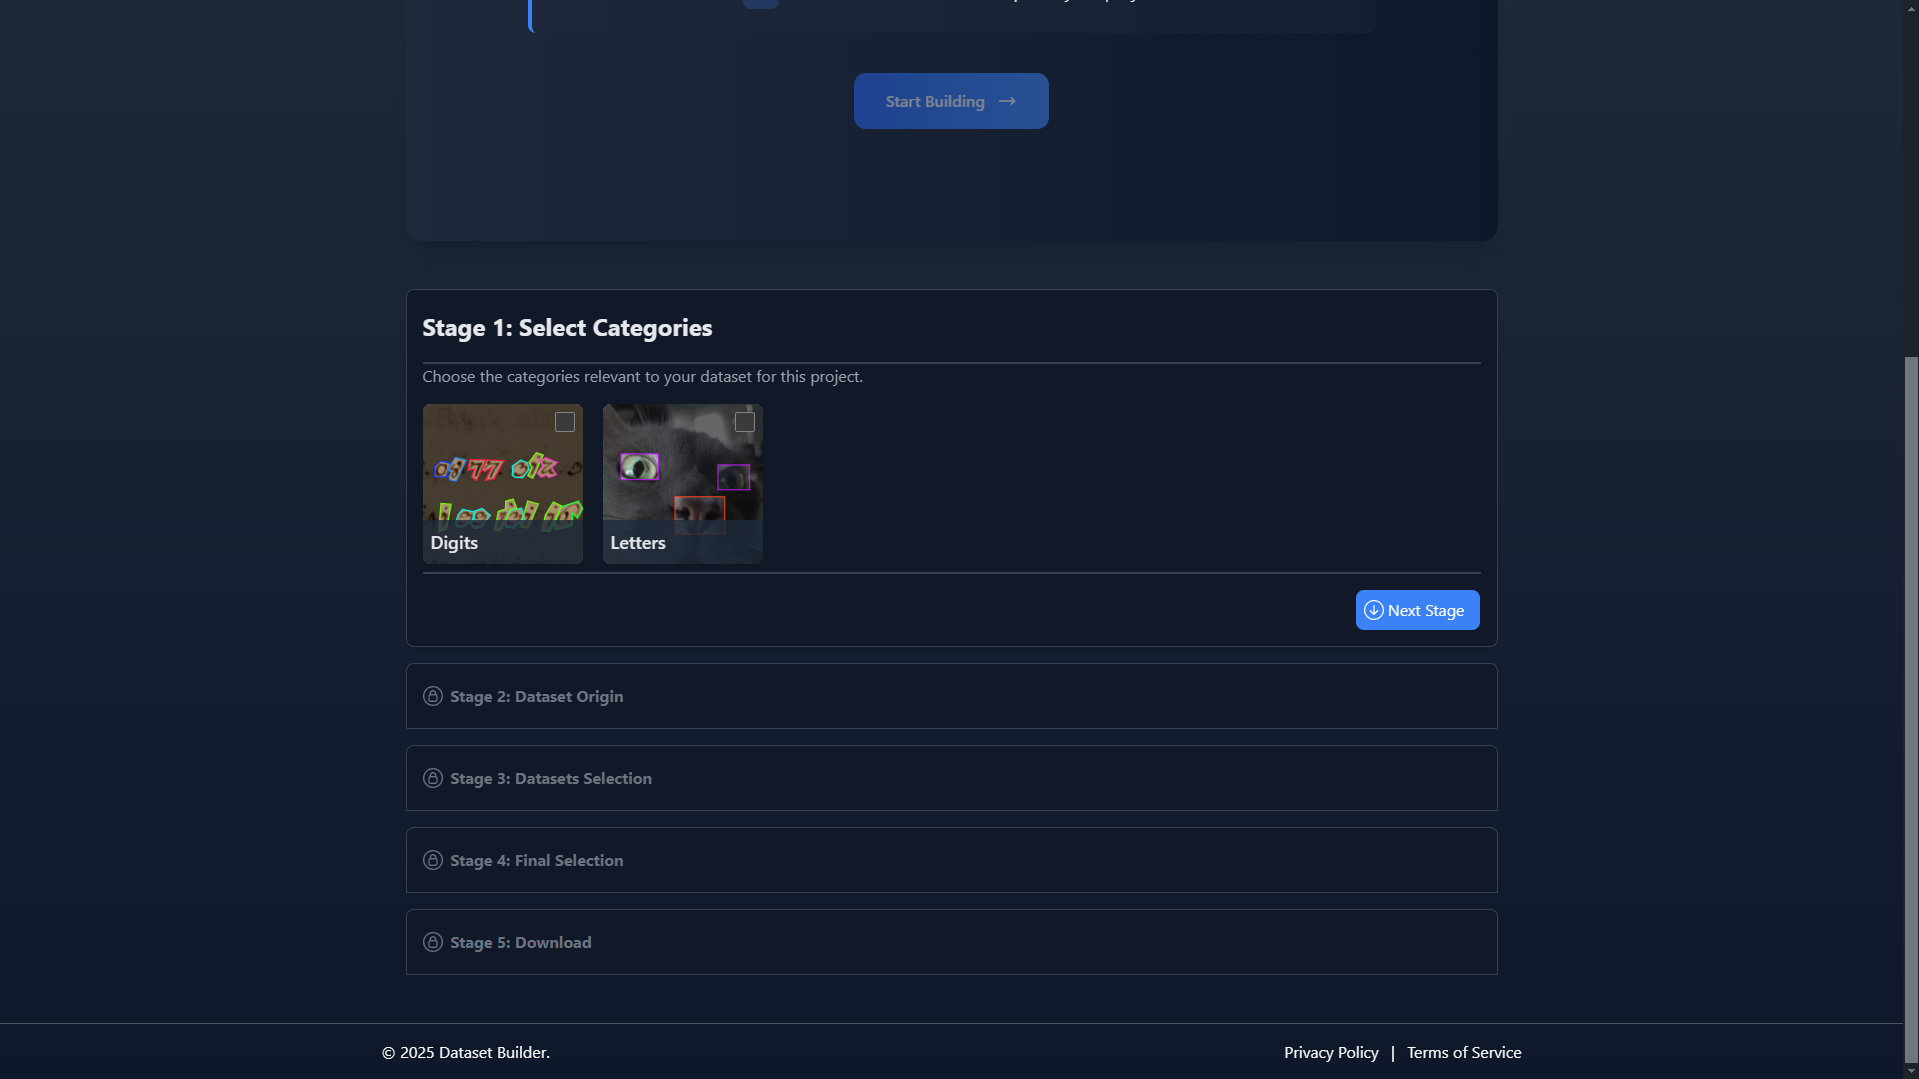 Start Building →
Stage 1: Select Categories
Choose the categories relevant to your dataset for this project.
Digits
Letters
Next Stage
Stage 2: Dataset Origin
Stage 3: Datasets Selection
Stage 4: Final Selection
Stage 5: Download
© 2025 Dataset Builder.
Privacy Policy | Terms of Service